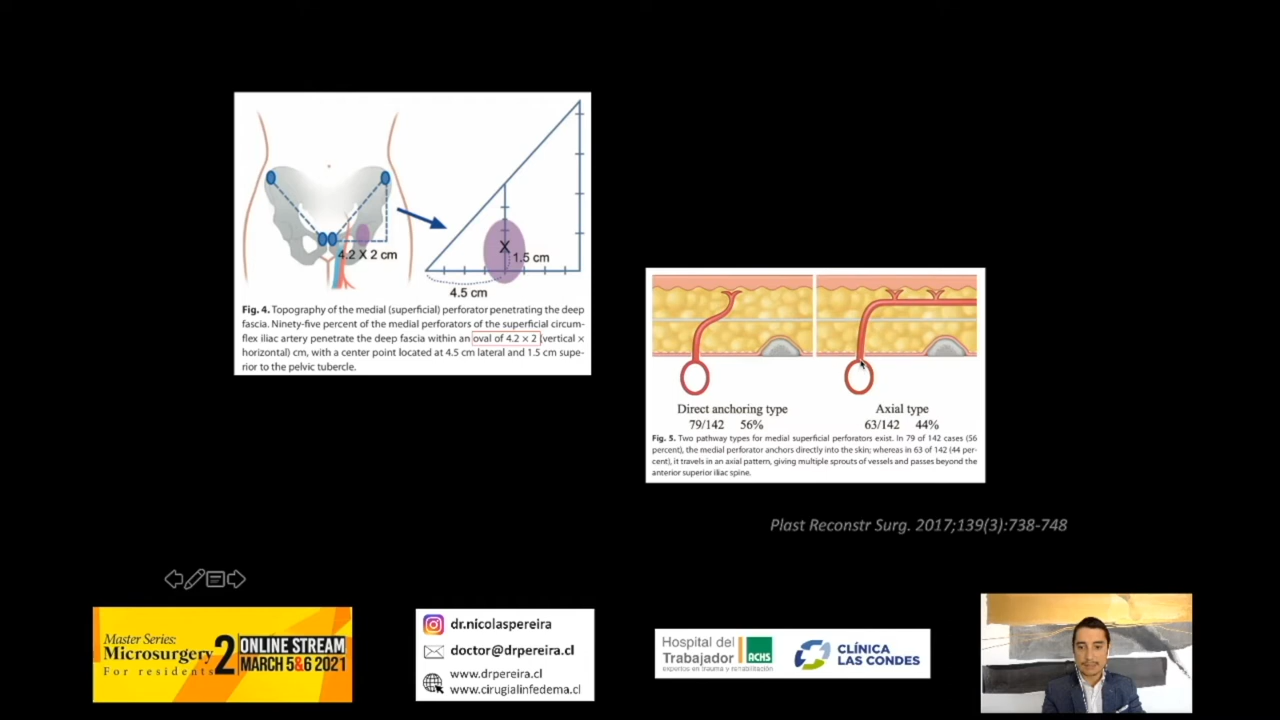 4.2 X 2 cm
X
1.5 cm
4.5 cm
Fig. 4. Topography of the medial (superficial) perforator penetrating the deep
fascia. Ninety-five percent of the medial perforators of the superficial circum-
flex iliac artery penetrate the deep fascia within an oval of 4.2 × 2 (vertical ×
horizontal) cm, with a center point located at 4.5 cm lateral and 1.5 cm supe-
rior to the pelvic tubercle.
Direct anchoring type
79/142 56%
Axial type
63/142 44%
Fig. 5. Two pathway types for medial superficial perforators exist. In 79 of 142 cases (56
percent), the medial perforator anchors directly into the skin; whereas in 63 of 142 (44 per-
cent), it travels in an axial pattern, giving multiple sprouts of vessels and passes beyond the
anterior superior iliac spine.
Plast Reconstr Surg. 2017;139(3):738-748
Master Series:
Microsurgery 2
For residents
ONLINE STREAM
MARCH 5&6 2021
dr.nicolaspereira
doctor@drpereira.cl
www.drpereira.cl
www.cirugialinfedema.cl
Hospital del
Trabajador ACHS
expertos en trauma y rehabilitación
CLÍNICA
LAS CONDES